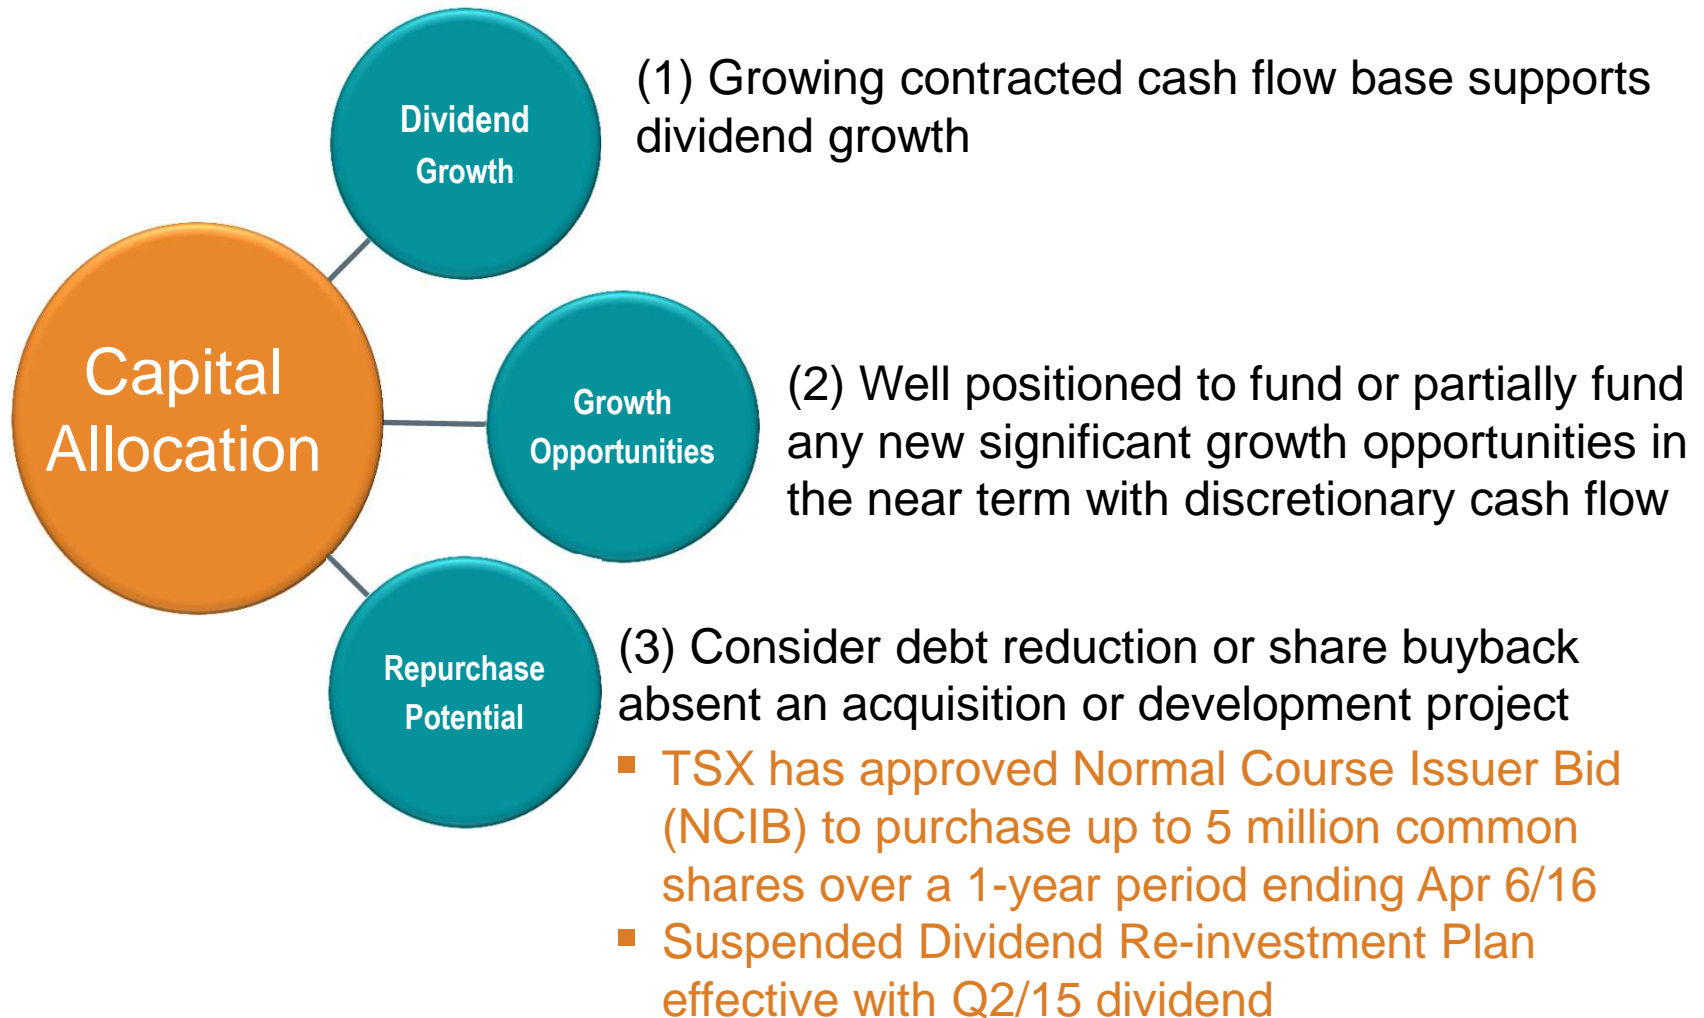 Capital
Allocation
Dividend
Growth
(1) Growing contracted cash flow base supports
dividend growth
Growth
Opportunities
(2) Well positioned to fund or partially fund
any new significant growth opportunities in
the near term with discretionary cash flow
Repurchase
Potential
(3) Consider debt reduction or share buyback
absent an acquisition or development project
▪ TSX has approved Normal Course Issuer Bid
(NCIB) to purchase up to 5 million common
shares over a 1-year period ending Apr 6/16
▪ Suspended Dividend Re-investment Plan
effective with Q2/15 dividend